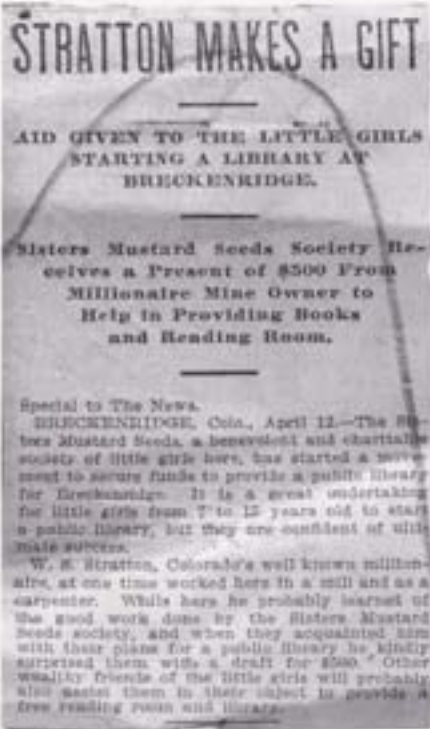 STRATTON MAKES A GIFT
AID GIVEN TO THE LITTLE GIRLS
STARTING A LIBRARY AT
BRECKENRIDGE.
Sisters Mustard Seeds Society Re-
ceives a Present of $500 From
Millionaire Mine Owner to
Help in Providing Books
and Reading Room.
Special to The News.
BRECKENRIDGE, Colo., April 12.—The Sis-
ters Mustard Seeds, a benevolent and charitable
society of little girls here, has started a move-
ment to secure funds to provide a public library
for Breckenridge. It is a great undertaking
for little girls from 7 to 15 years old to start
a public library, but they are confident of ulti-
mate success.
W. S. Stratton, Colorado's well known million-
aire, at one time worked here in a mill and as a
carpenter. While here he probably learned of
the good work done by the Sisters Mustard
Seeds society, and when they acquainted him
with their plans for a public library he kindly
surprised them with a draft for $500. Other
wealthy friends of the little girls will probably
also assist them in their object to provide a
free reading room and library.